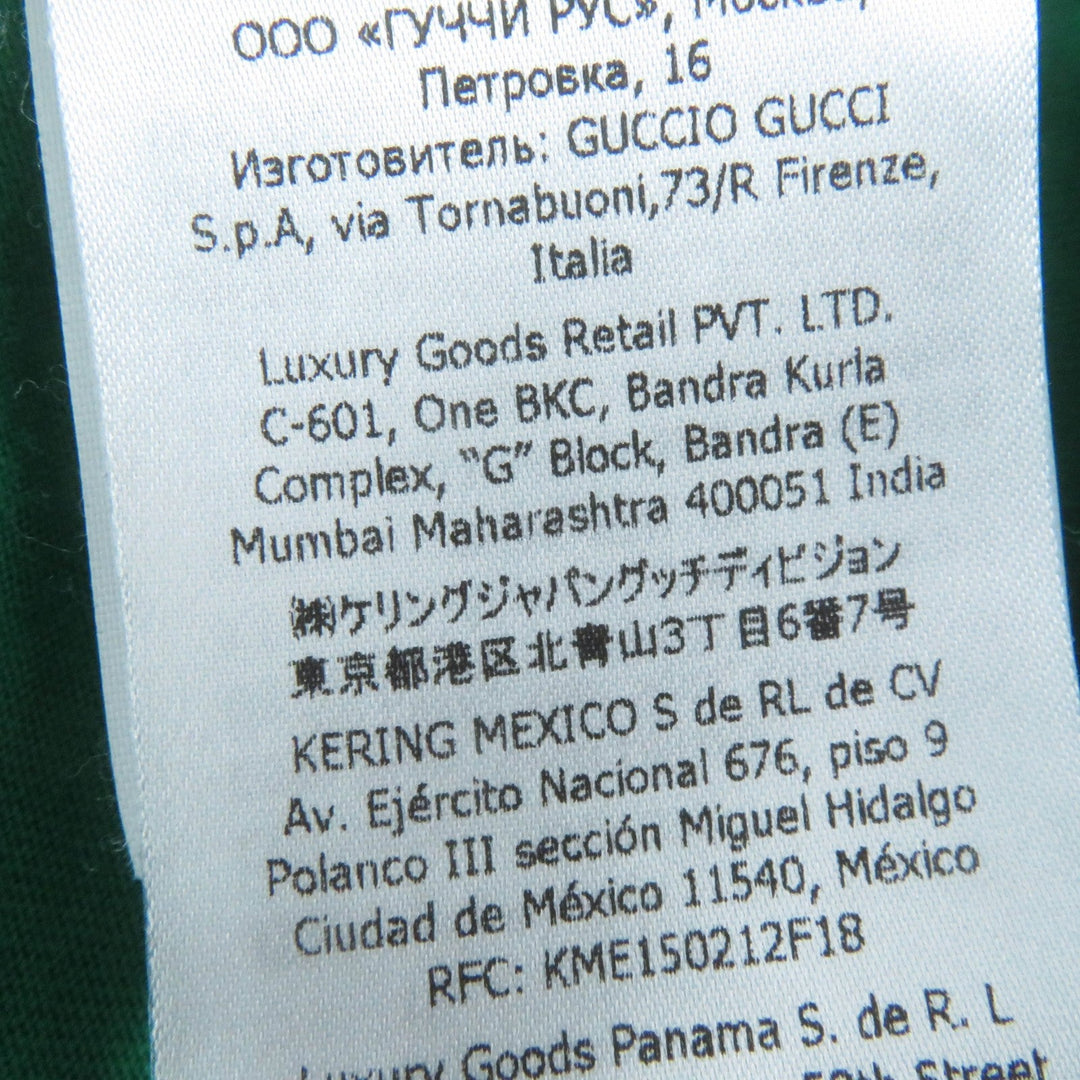 ООО «ГУЧЧИ РУС», Москва,
Петровка, 16
Изготовитель: GUCCIO GUCCI
S.p.A, via Tornabuoni,73/R Firenze,
Italia
Luxury Goods Retail PVT. LTD.
C-601, One BKC, Bandra Kurla
Complex, “G” Block, Bandra (E)
Mumbai Maharashtra 400051 India
㈱ケリングジャパングッチディビジョン
東京都港区北青山3丁目6番7号
KERING MEXICO S de RL de CV
Av. Ejército Nacional 676, piso 9
Polanco III sección Miguel Hidalgo
Ciudad de México 11540, México
RFC: KME150212F18
Luxury Goods Panama S. de R. L
Street